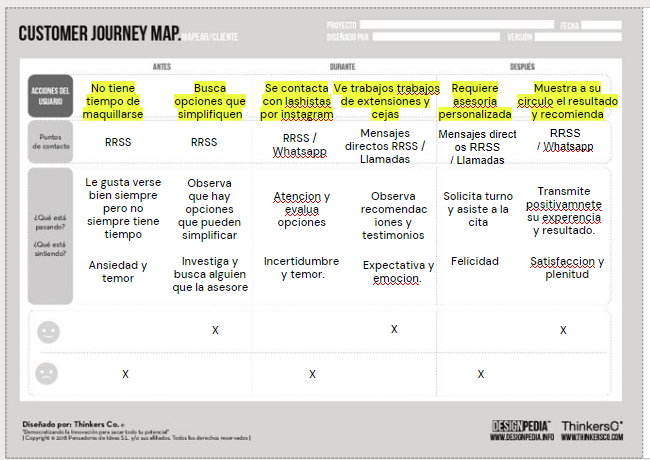 CUSTOMER JOURNEY MAP.
MAPEAR/CLIENTE
PROYECTO
FECHA
DISEÑADO POR
VERSIÓN
ANTES
DURANTE
DESPUÉS
ACCIONES DEL
USUARIO
No tiene
tiempo de
maquillarse
Busca
opciones que
simplifiquen
Se contacta
con lashistas
por instagram
Ve trabajos trabajos
de extensiones y
cejas
Requiere
asesoria
personalizada
Muestra a su
circulo el resultado
y recomienda
Puntos
de contacto
RRSS
RRSS
RRSS /
Whatsapp
Mensajes
directos RRSS /
Llamadas
Mensajes direct
os RRSS
/ Llamadas
RRSS
/ Whatsapp
¿Qué está
pasando?
¿Qué está
sintiendo?
Le gusta verse
bien siempre
pero no
siempre tiene
tiempo
Observa
que hay
opciones
que pueden
simplificar
Atencion y
evalua
opciones
Observa
recomendac
iones y
testimonios
Solicita turno
y asiste a la
cita
Transmite
positivamnete
su experencia
y resultado.
Ansiedad y
temor
Investiga y
busca alguien
que la asesore
Incertidumbre
y temor.
Expectativa y
emocion.
Felicidad
Satisfaccion y
plenitud
X
X
X
X
X
X
Diseñado por: Thinkers Co. ®
"Democratizando la Innovación para sacar todo tu potencial"
[ Copyright © 2018 Pensadores de Ideas S.L. y/o sus afiliados. Todos los derechos reservados ]
DESIGNPEDIA
WWW.DESIGNPEDIA.INFO
ThinkersCo
WWW.THINKERSCO.COM